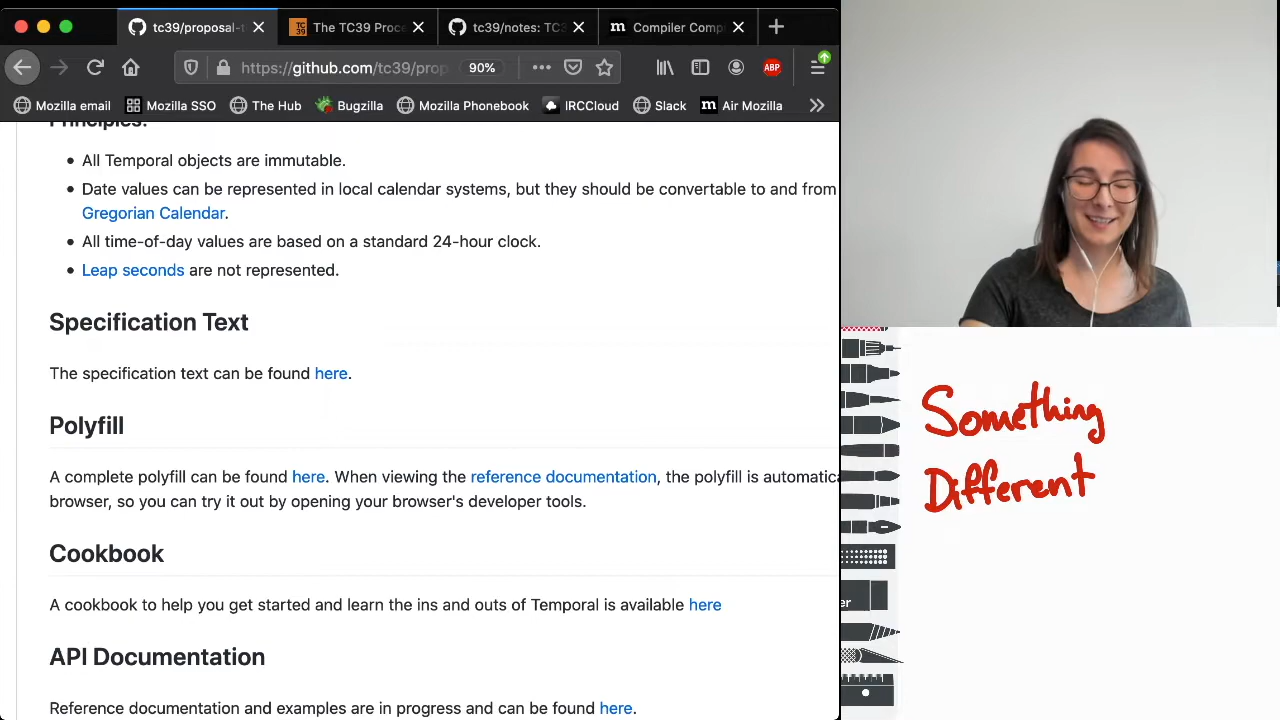 tc39/proposal-t
The TC39 Proce
tc39/notes: TC3
Compiler Comp
https://github.com/tc39/prop
90%
ABP
Mozilla email
Mozilla SSO
The Hub
Bugzilla
Mozilla Phonebook
IRCCloud
Slack
Air Mozilla
Principles:
All Temporal objects are immutable.
Date values can be represented in local calendar systems, but they should be convertable to and from
Gregorian Calendar.
All time-of-day values are based on a standard 24-hour clock.
Leap seconds are not represented.
Specification Text
The specification text can be found here.
Polyfill
A complete polyfill can be found here. When viewing the reference documentation, the polyfill is automatica
browser, so you can try it out by opening your browser's developer tools.
Cookbook
A cookbook to help you get started and learn the ins and outs of Temporal is available here
API Documentation
Reference documentation and examples are in progress and can be found here.
Something
Different
er